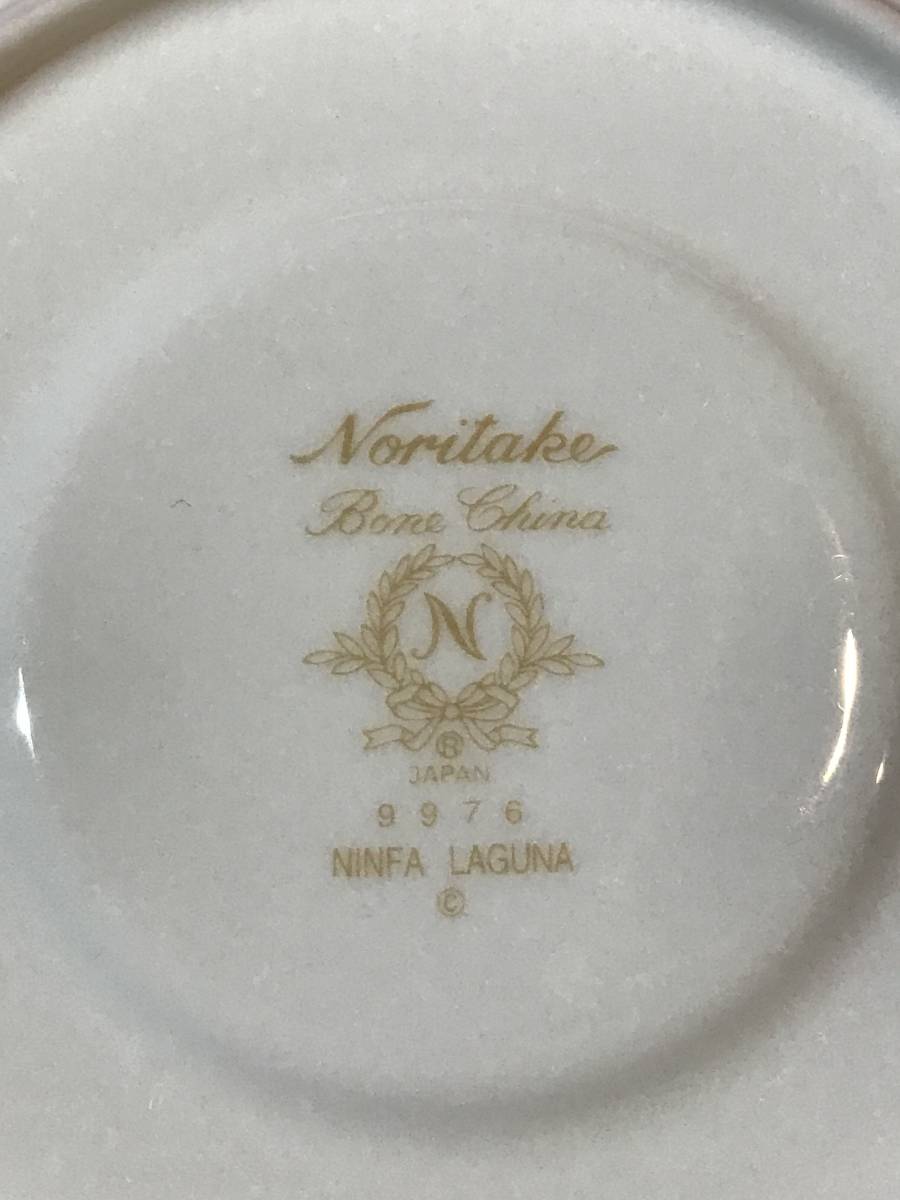 Noritake
Bone China
N
®
JAPAN
9976
NINFA LAGUNA
©